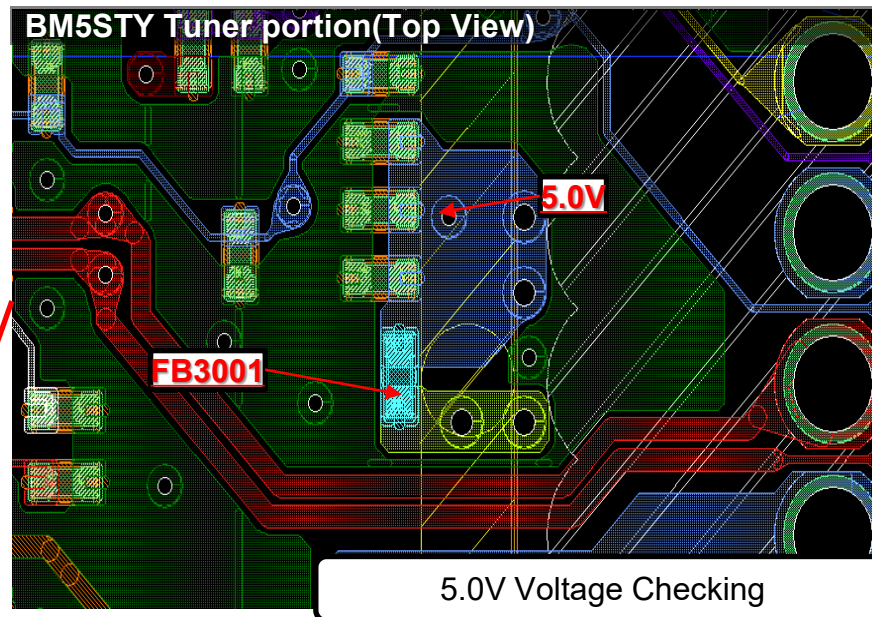 BM5STY Tuner portion(Top View)
5.0V
FB3001
5.0V Voltage Checking